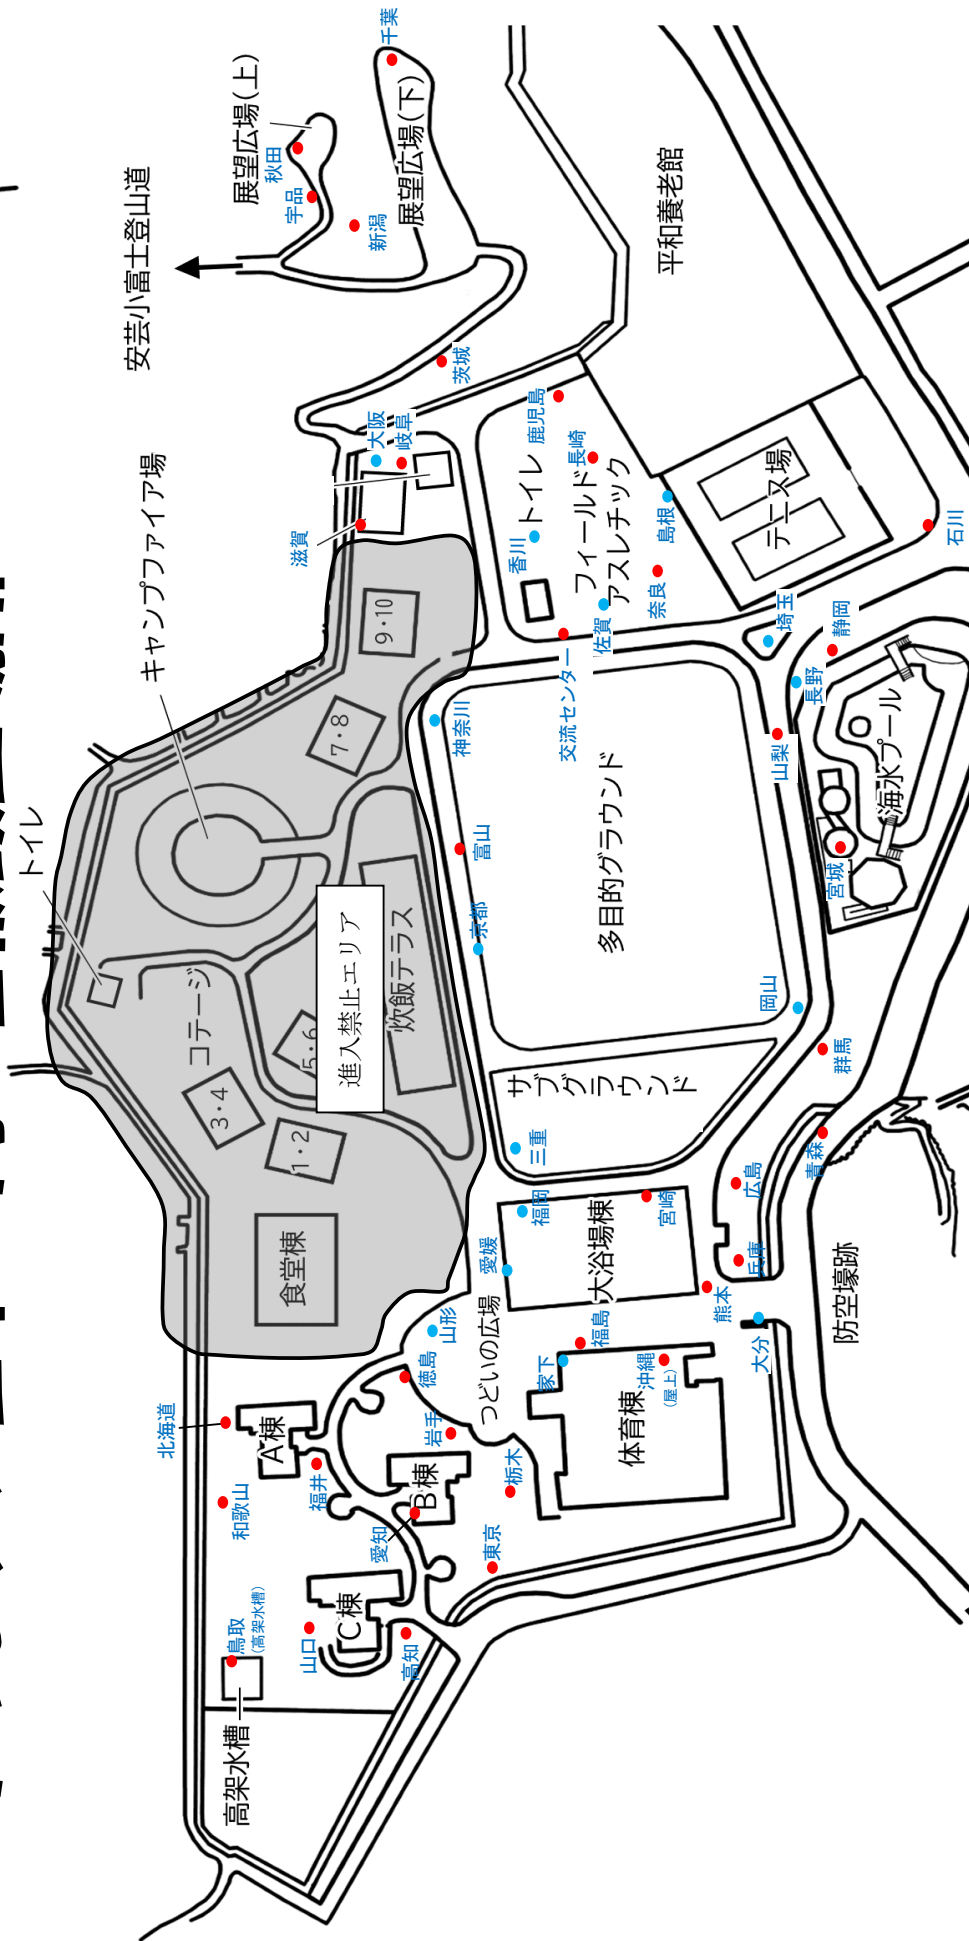 高架水槽
鳥取
(高架水槽)
和歌山
北海道
A棟
福井
山口
C棟
高知
愛知
B棟
岩手
徳島
山形
東京
栃木
つどいの広場
体育棟
沖縄
(屋上)
家下
福島
大分
熊本
兵庫
広島
防空壕跡
青森
群馬
食堂棟
1・2
3・4
5・6
7・8
9・10
コテージ
トイレ
キャンプファイア場
進入禁止エリア
炊飯テラス
愛媛
福岡
大浴場棟
宮崎
三重
サブ
グラウンド
京都
富山
神奈川
多目的グラウンド
岡山
山梨
宮城
海水プール
長野
静岡
埼玉
石川
交流センター
佐賀
香川
トイレ
フィールド
アスレチック
奈良
長崎
島根
鹿児島
テニス場
滋賀
大阪
岐阜
茨城
平和養老館
安芸小富士登山道
新潟
宇品
秋田
展望広場(上)
展望広場(下)
千葉